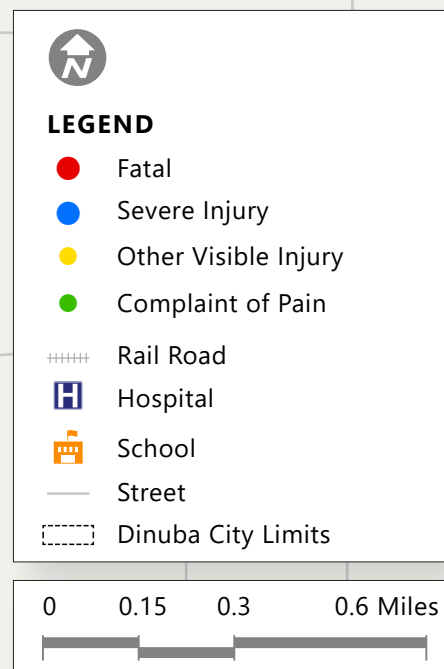 N
LEGEND
Fatal
Severe Injury
Other Visible Injury
Complaint of Pain
Rail Road
H Hospital
School
Street
Dinuba City Limits
0 0.15 0.3 0.6 Miles